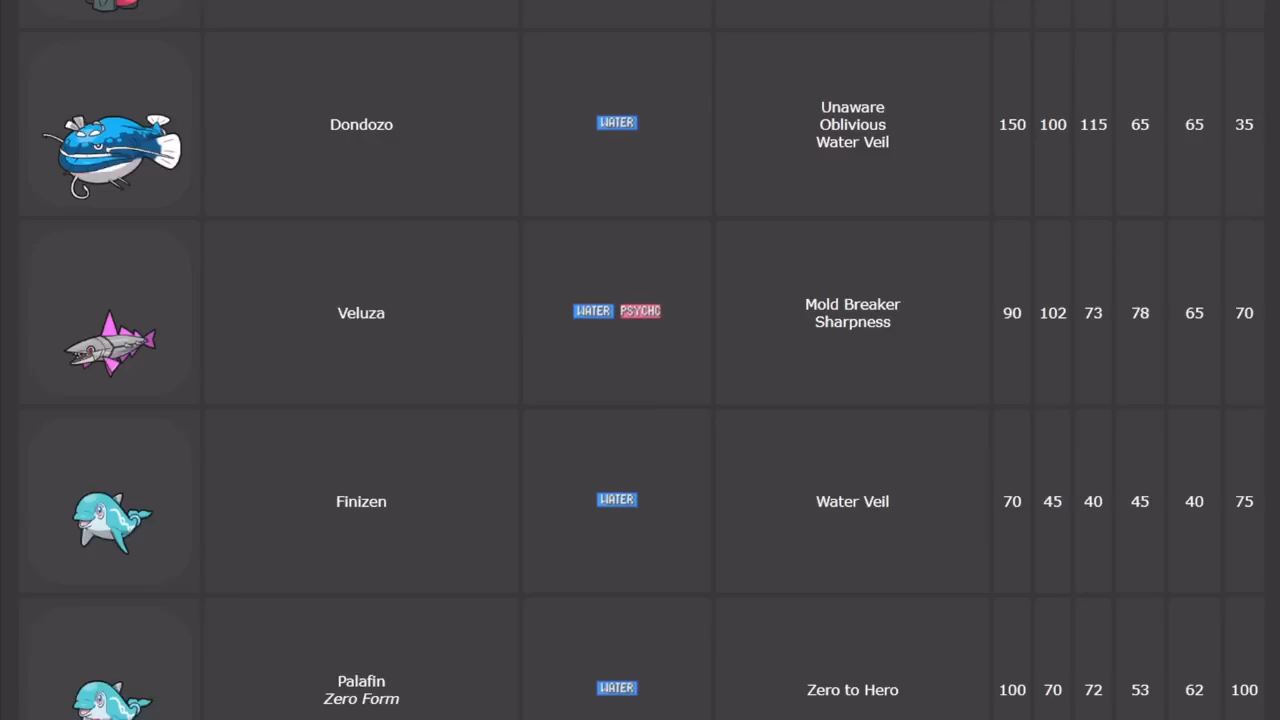 Dondozo
WATER
Unaware
Oblivious
Water Veil
150 100 115 65 65 35
Veluza
WATER PSYCHC
Mold Breaker
Sharpness
90 102 73 78 65 70
Finizen
WATER
Water Veil
70 45 40 45 40 75
Palafin
Zero Form
WATER
Zero to Hero
100 70 72 53 62 100